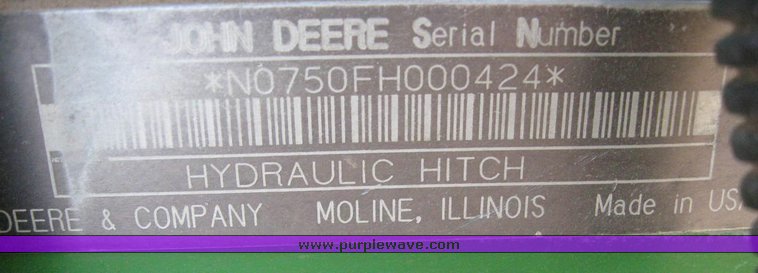 JOHN DEERE Serial Number
*N0750FH000424*
HYDRAULIC HITCH
DEERE & COMPANY MOLINE, ILLINOIS Made in USA
www.purplewave.com